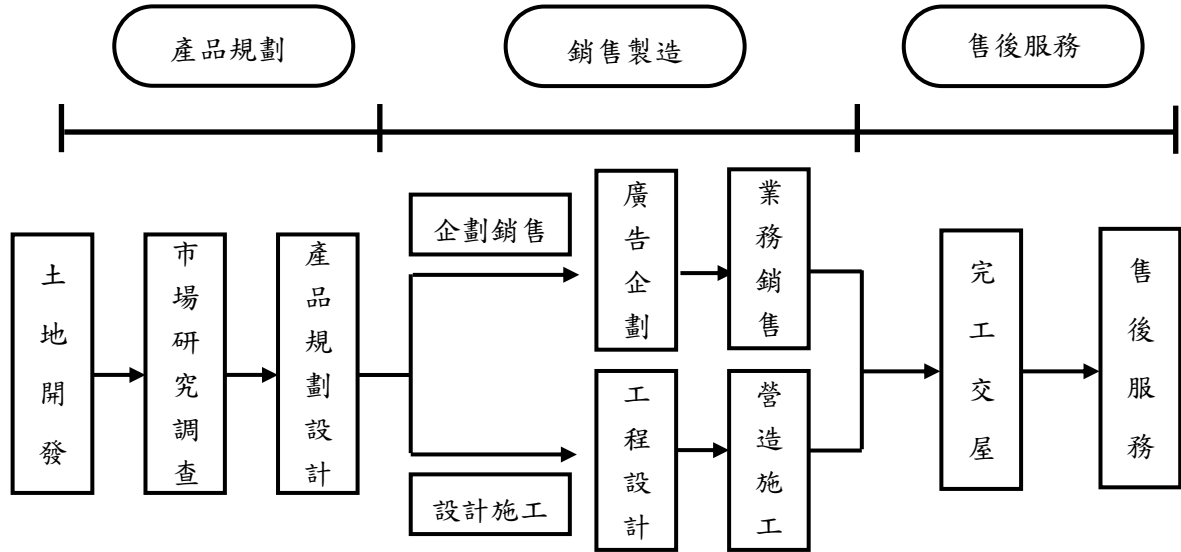 產品規劃
銷售製造
售後服務
土地開發
市場研究調查
產品規劃設計
企劃銷售
設計施工
廣告企劃
業務銷售
工程設計
營造施工
完工交屋
售後服務